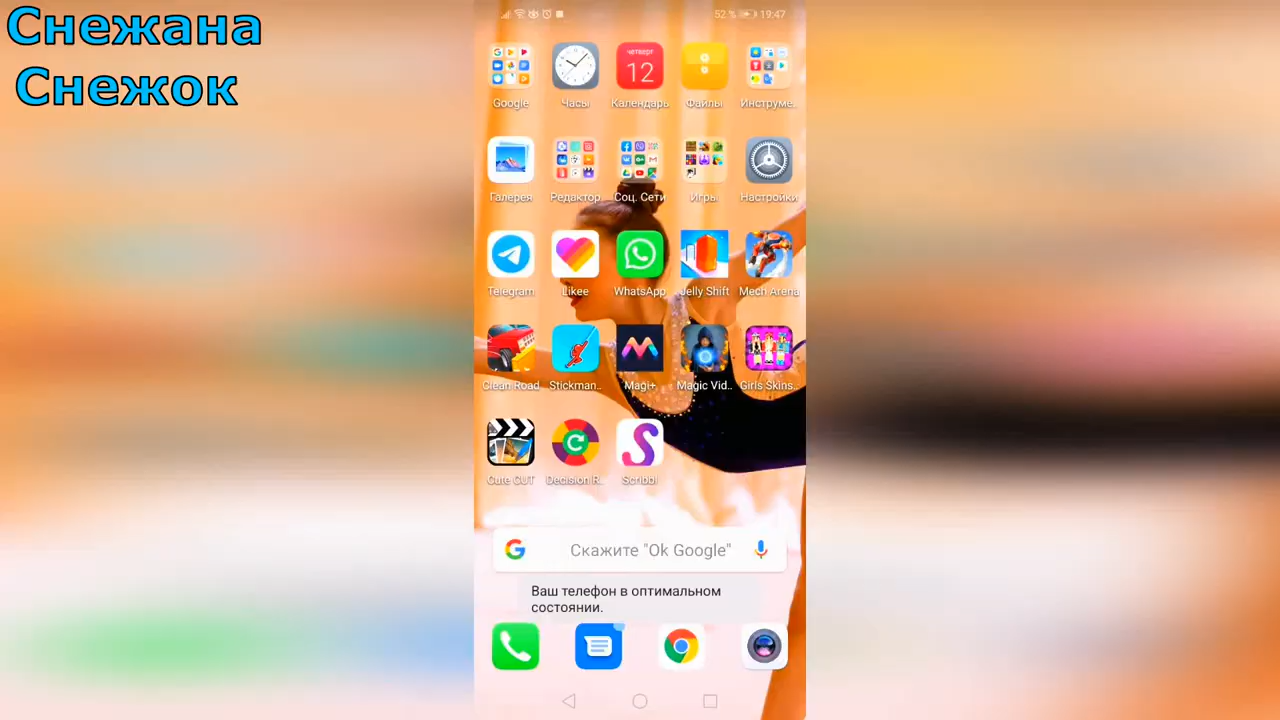 Снежана
Снежок
52 % 19:47
четверг
12
Google Часы Календарь Файлы Инструме..
Галерея Редактор.. Соц. Сети Игры Настройки
Telegram Likee WhatsApp Jelly Shift Mech Arena
Clean Road Stickman.. Magi+ Magic Vid.. Girls Skins..
Cute CUT Decision R.. Scribbl
Скажите "Ok Google"
Ваш телефон в оптимальном
состоянии.